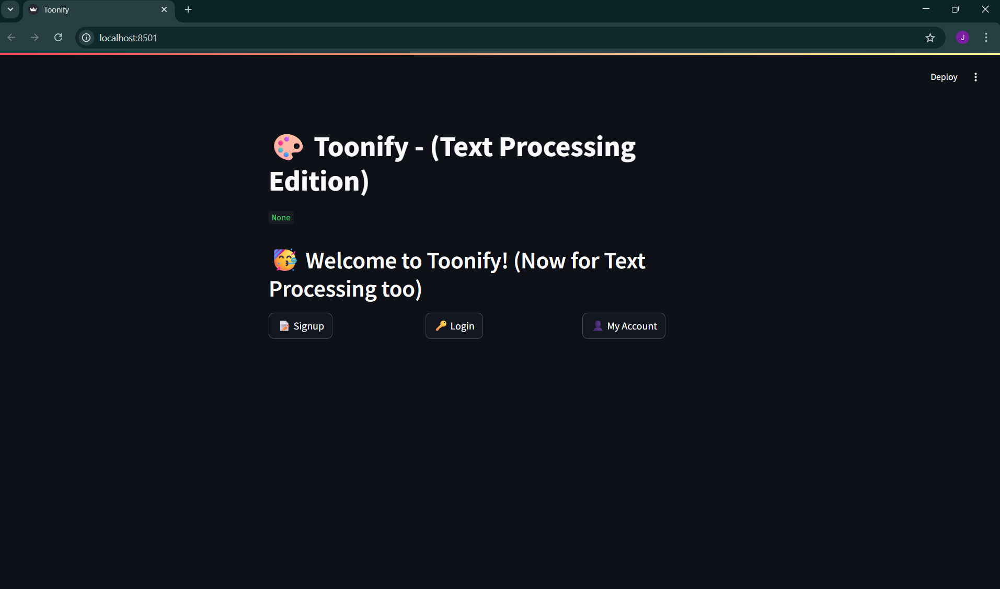 Toonify
localhost:8501
J
Deploy
🎨 Toonify - (Text Processing
Edition)
None
🥳 Welcome to Toonify! (Now for Text
Processing too)
📝 Signup
🔑 Login
👤 My Account